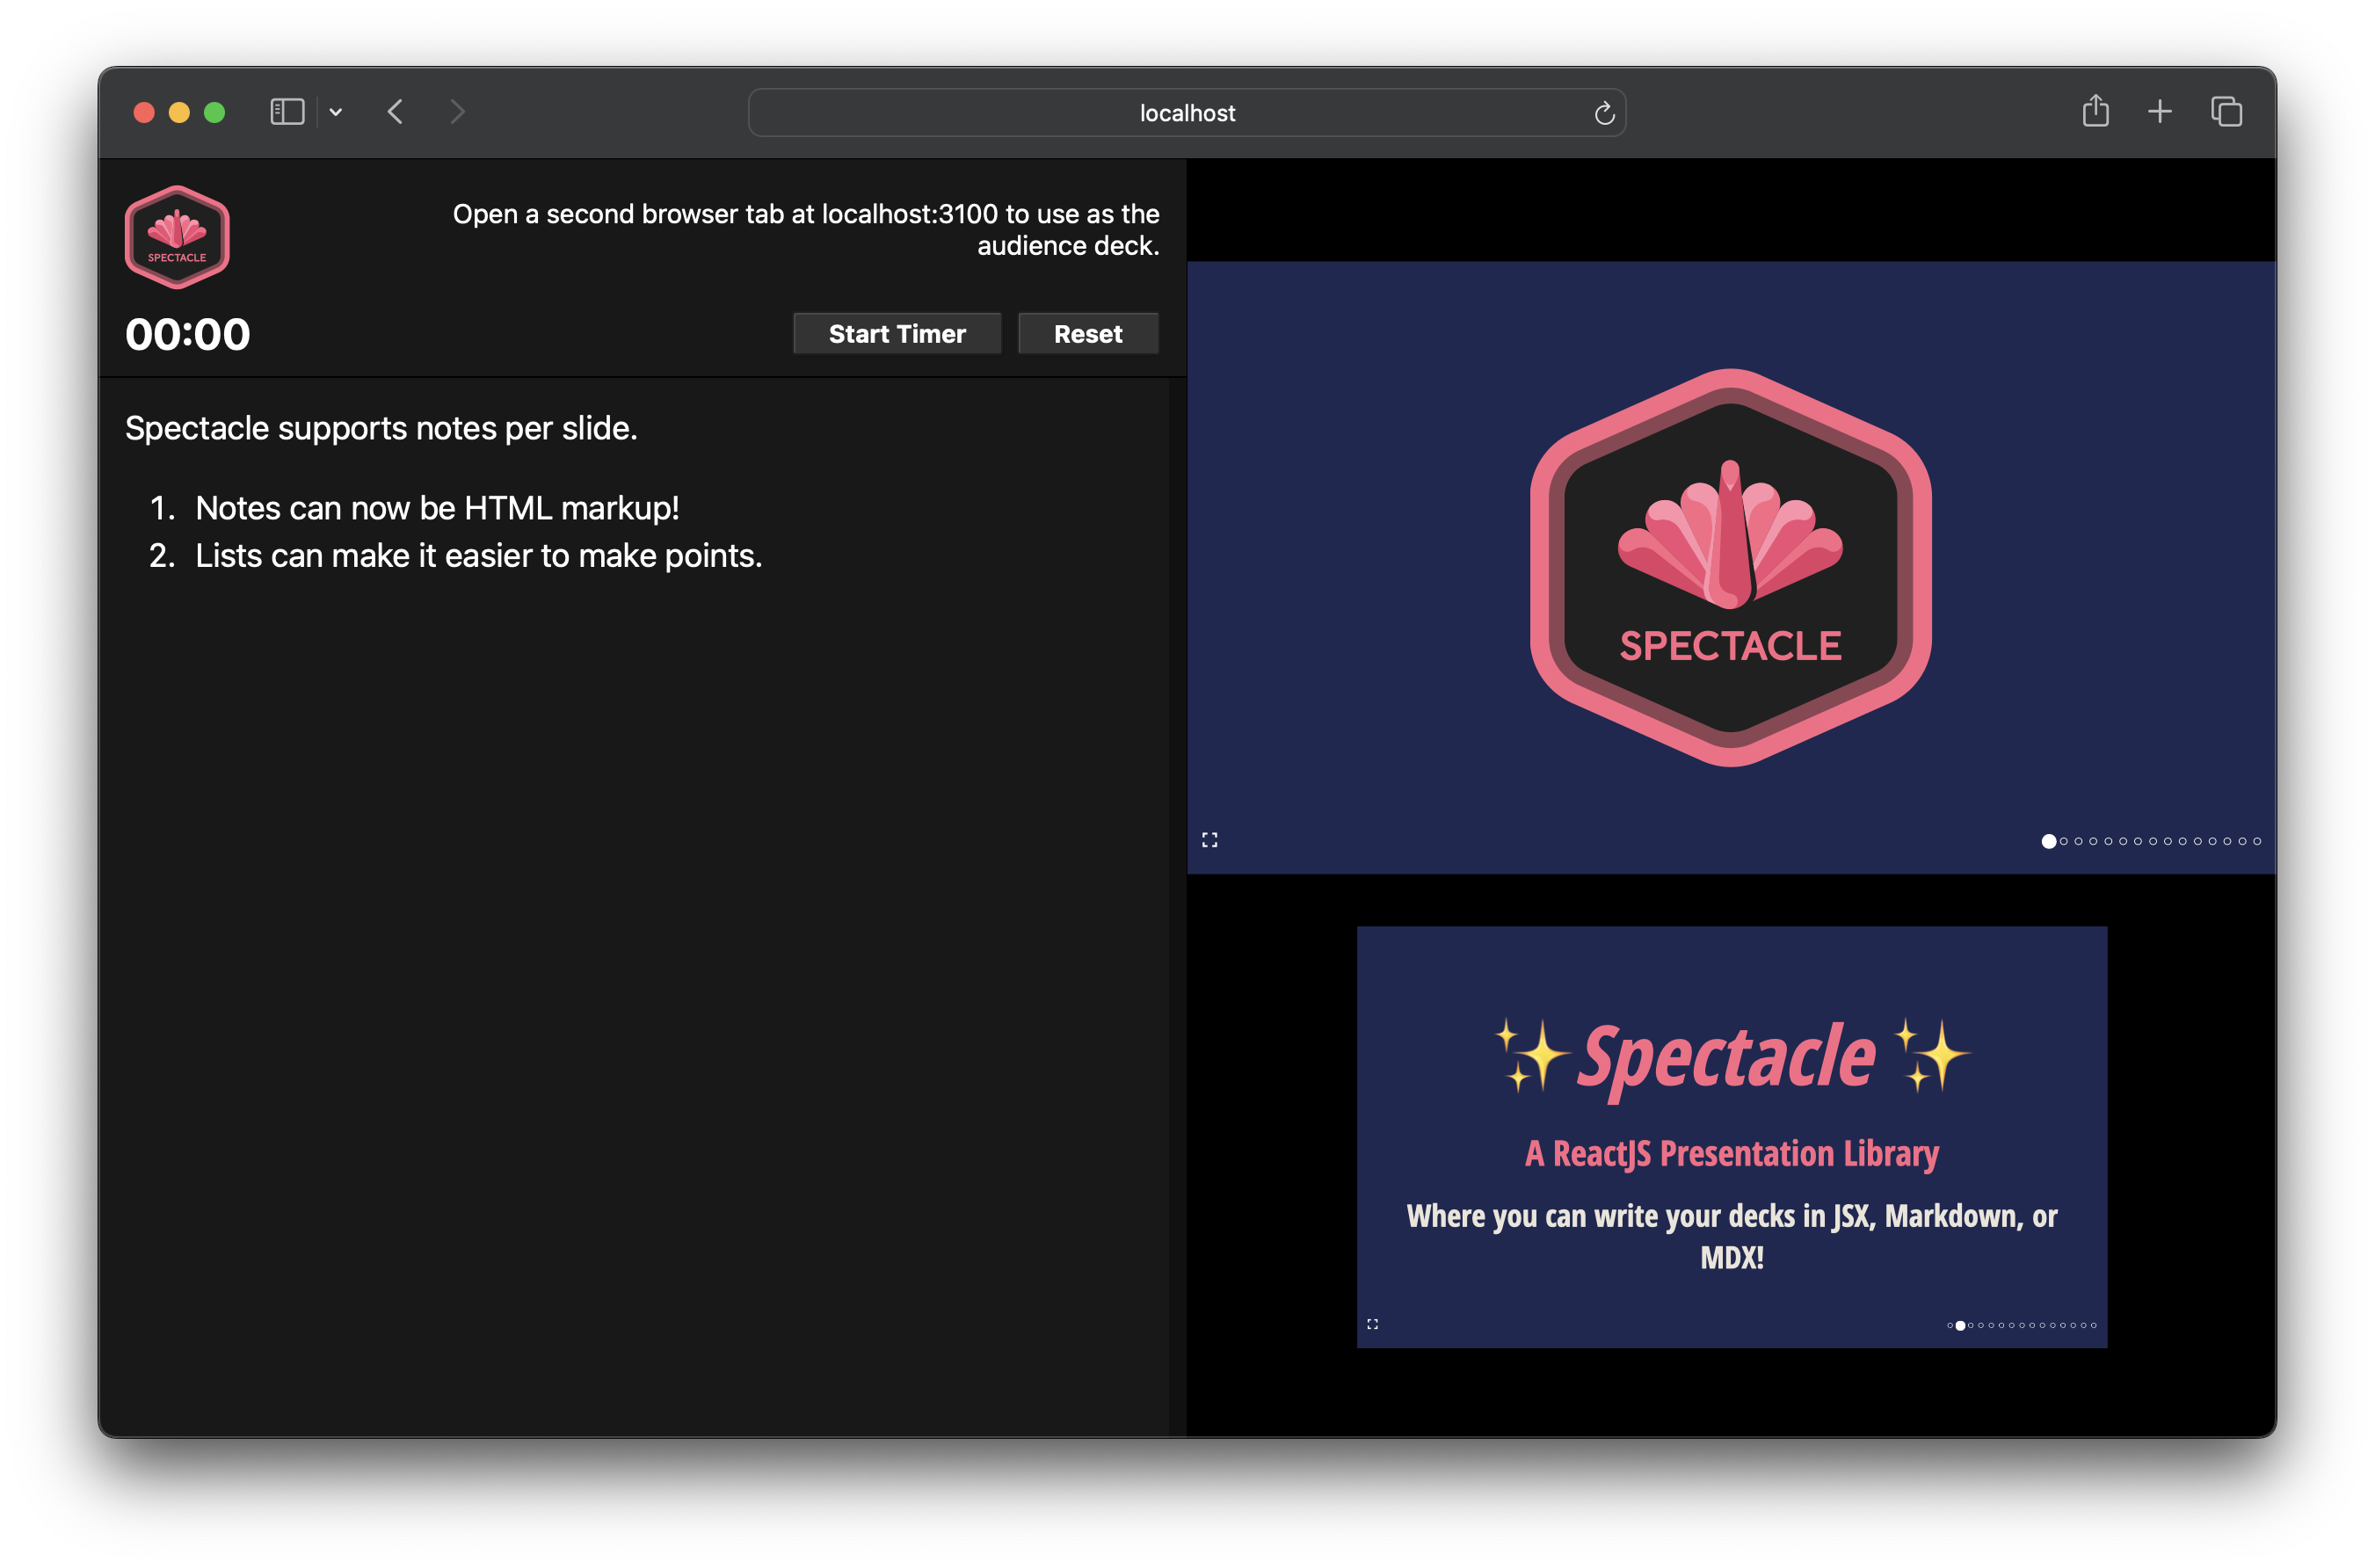 localhost
SPECTACLE
Open a second browser tab at localhost:3100 to use as the
audience deck.
00:00
Start Timer
Reset
Spectacle supports notes per slide.
1. Notes can now be HTML markup!
2. Lists can make it easier to make points.
SPECTACLE
✨Spectacle ✨
A ReactJS Presentation Library
Where you can write your decks in JSX, Markdown, or
MDX!